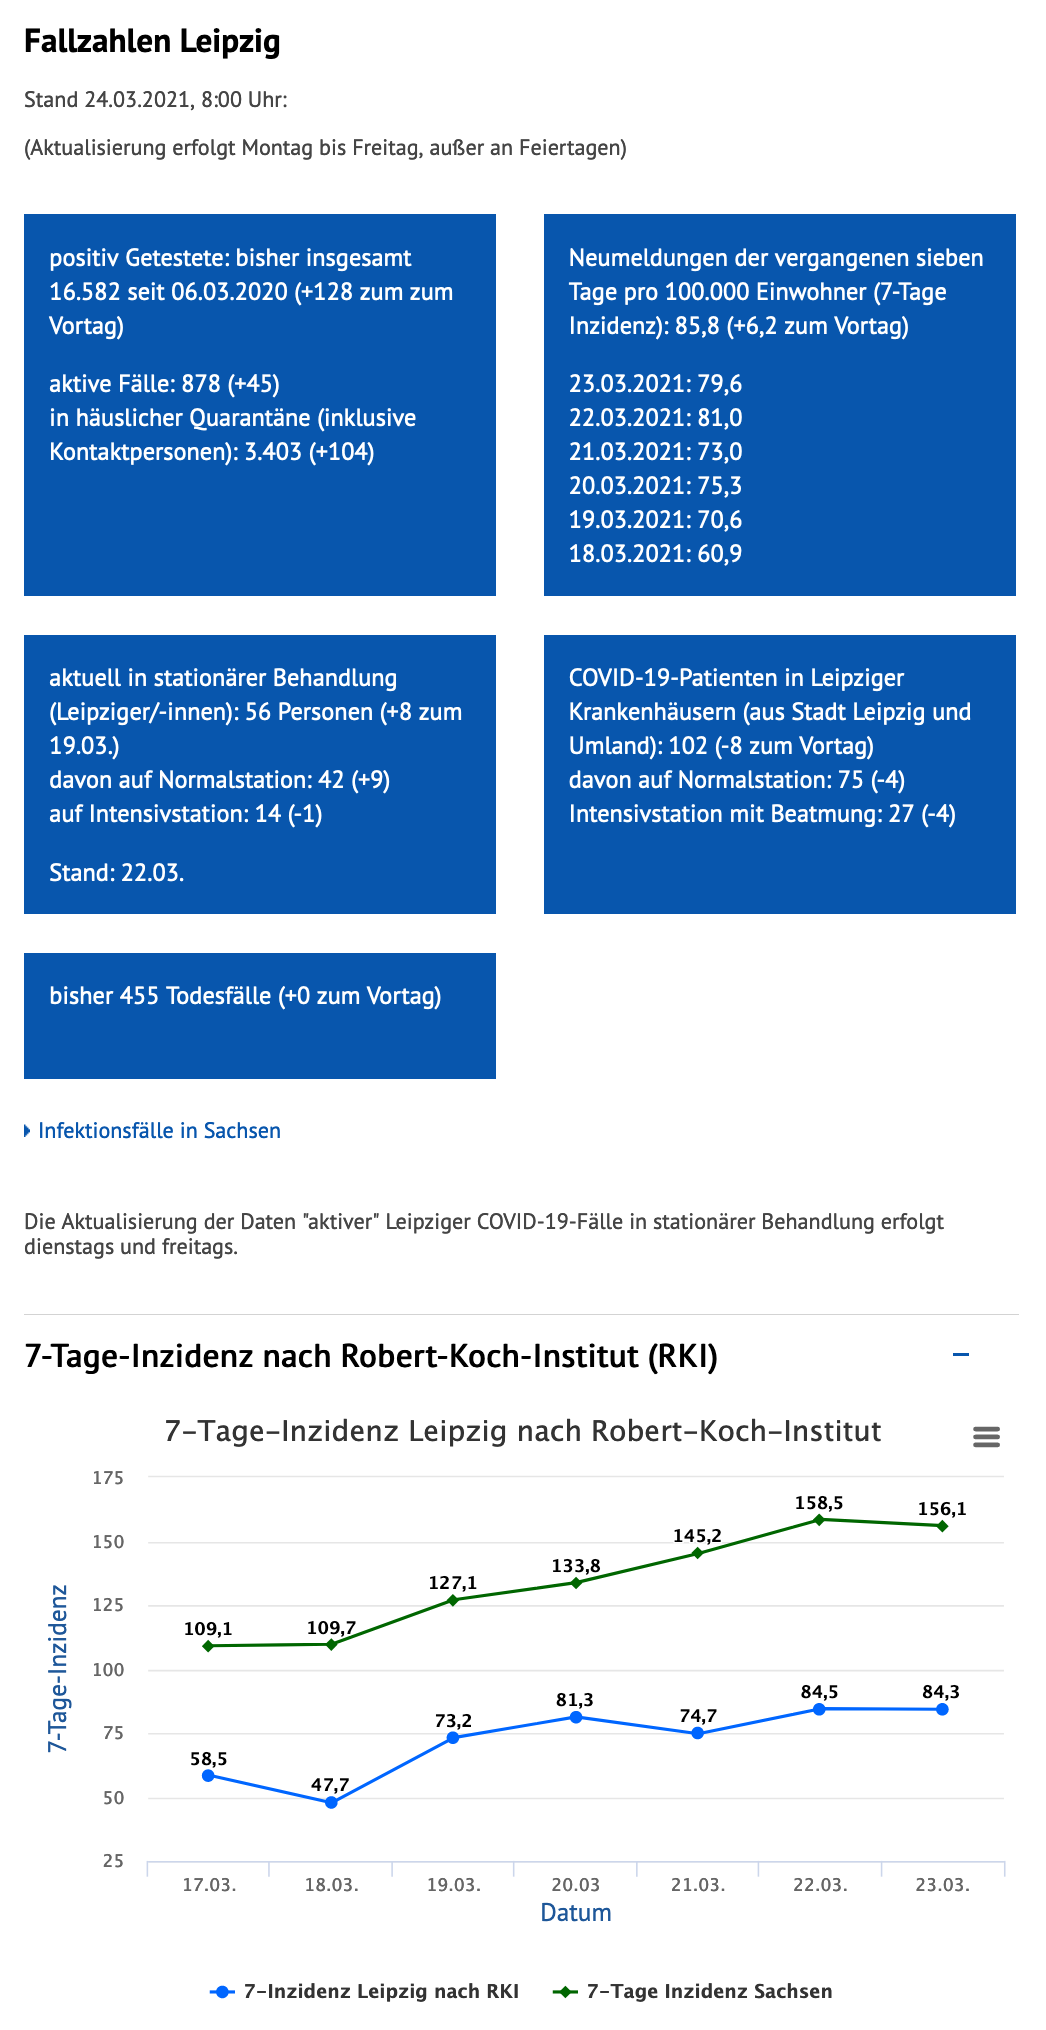 Fallzahlen Leipzig
Stand 24.03.2021, 8:00 Uhr:
(Aktualisierung erfolgt Montag bis Freitag, außer an Feiertagen)
positiv Getestete: bisher insgesamt
16.582 seit 06.03.2020 (+128 zum zum
Vortag)
aktive Fälle: 878 (+45)
in häuslicher Quarantäne (inklusive
Kontaktpersonen): 3.403 (+104)
Neumeldungen der vergangenen sieben
Tage pro 100.000 Einwohner (7-Tage
Inzidenz): 85,8 (+6,2 zum Vortag)
23.03.2021: 79,6
22.03.2021: 81,0
21.03.2021: 73,0
20.03.2021: 75,3
19.03.2021: 70,6
18.03.2021: 60,9
aktuell in stationärer Behandlung
(Leipziger/-innen): 56 Personen (+8 zum
19.03.)
davon auf Normalstation: 42 (+9)
auf Intensivstation: 14 (-1)
Stand: 22.03.
COVID-19-Patienten in Leipziger
Krankenhäusern (aus Stadt Leipzig und
Umland): 102 (-8 zum Vortag)
davon auf Normalstation: 75 (-4)
Intensivstation mit Beatmung: 27 (-4)
bisher 455 Todesfälle (+0 zum Vortag)
Infektionsfälle in Sachsen
Die Aktualisierung der Daten "aktiver" Leipziger COVID-19-Fälle in stationärer Behandlung erfolgt
dienstags und freitags.
7-Tage-Inzidenz nach Robert-Koch-Institut (RKI)
7-Tage-Inzidenz Leipzig nach Robert-Koch-Institut
175
150
125
100
75
50
25
7-Tage-Inzidenz
109,1
109,7
127,1
133,8
145,2
158,5
156,1
58,5
47,7
73,2
81,3
74,7
84,5
84,3
17.03.
18.03.
19.03.
20.03
21.03.
22.03.
23.03.
Datum
7-Inzidenz Leipzig nach RKI
7-Tage Inzidenz Sachsen